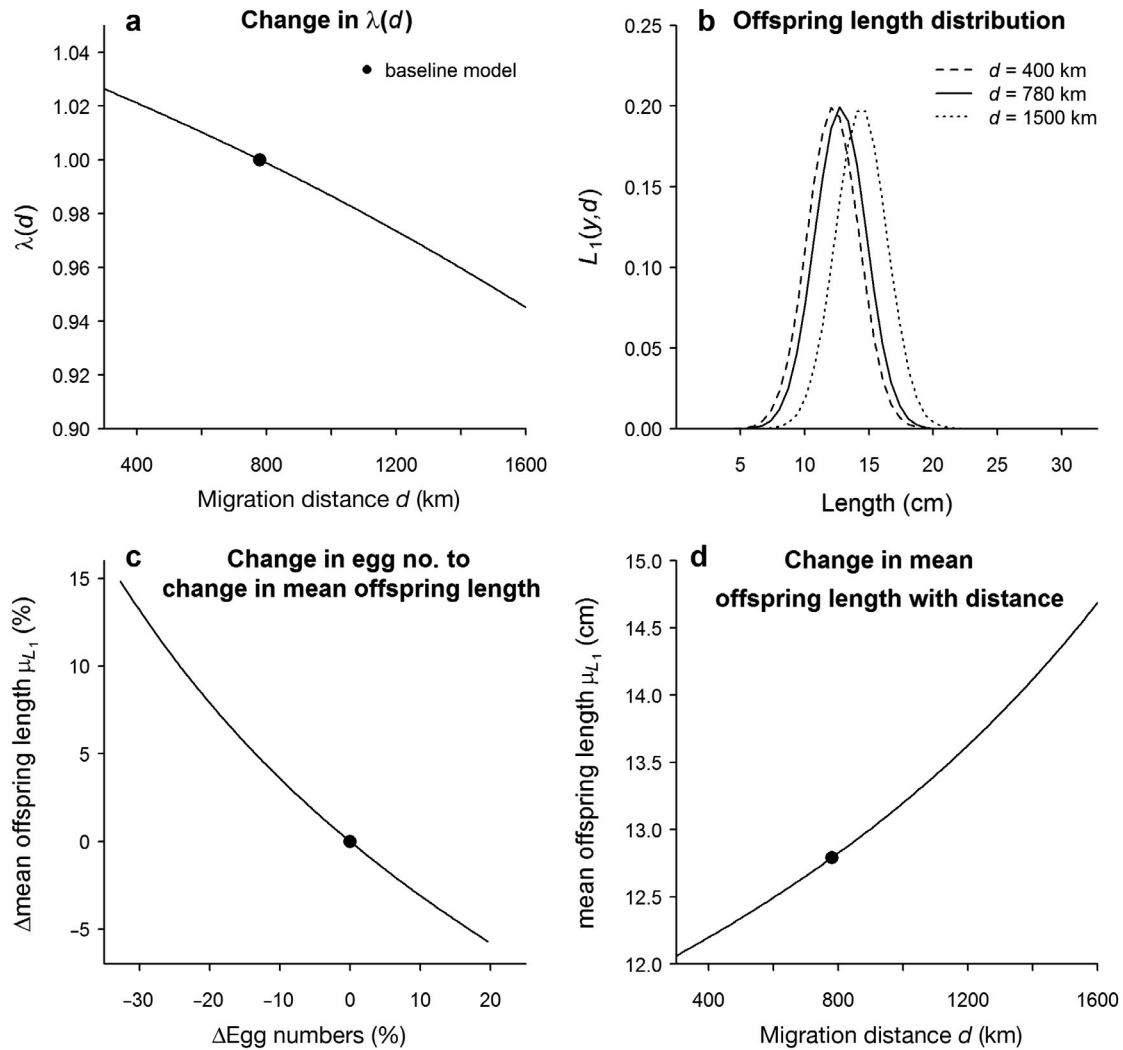 a
Change in λ(d)
1.04
1.02
1.00
0.98
0.96
0.94
0.92
0.90
λ(d)
baseline model
400
800
1200
1600
Migration distance d (km)
b
Offspring length distribution
0.20
0.15
0.10
0.05
0.00
0.25
L1(y,d)
d = 400 km
d = 780 km
d = 1500 km
5
10
15
20
25
30
Length (cm)
c
Change in egg no. to
change in mean offspring length
15
10
5
0
–5
Δmean offspring length μL1 (%)
–30
–20
–10
0
10
20
ΔEgg numbers (%)
d
Change in mean
offspring length with distance
15.0
14.5
14.0
13.5
13.0
12.5
12.0
mean offspring length μL1 (cm)
400
800
1200
1600
Migration distance d (km)